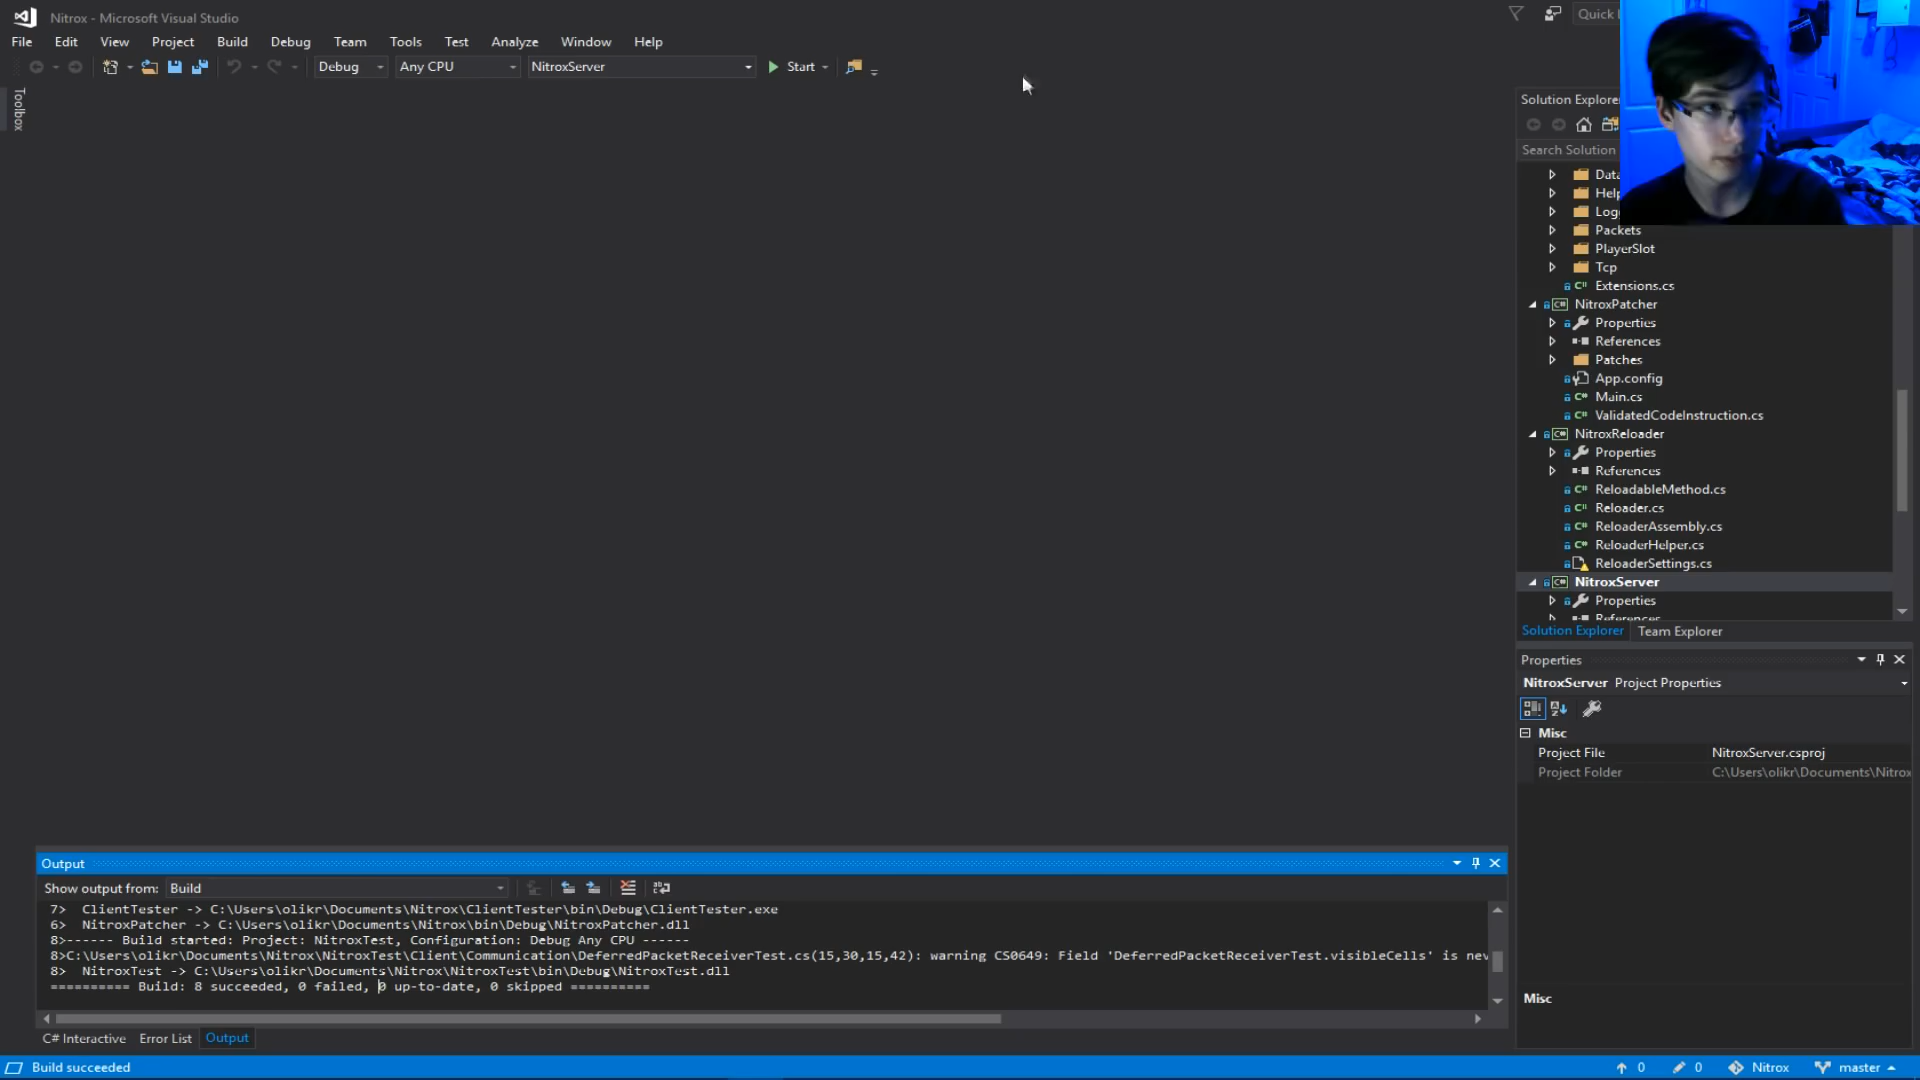 Nitrox - Microsoft Visual Studio
File Edit View Project Build Debug Team Tools Test Analyze Window Help
Debug Any CPU NitroxServer Start
Toolbox
Solution Explorer
Search Solution
Packets
PlayerSlot
Tcp
Extensions.cs
NitroxPatcher
Properties
References
Patches
App.config
Main.cs
ValidatedCodeInstruction.cs
NitroxReloader
Properties
References
ReloadableMethod.cs
Reloader.cs
ReloaderAssembly.cs
ReloaderHelper.cs
ReloaderSettings.cs
NitroxServer
Properties
References
Solution Explorer Team Explorer
Properties
NitroxServer Project Properties
Misc
Project File NitroxServer.csproj
Project Folder C:\Users\olikr\Documents\Nitrox
Misc
Output
Show output from: Build
7> ClientTester -> C:\Users\olikr\Documents\Nitrox\ClientTester\bin\Debug\ClientTester.exe
6> NitroxPatcher -> C:\Users\olikr\Documents\Nitrox\bin\Debug\NitroxPatcher.dll
8>------ Build started: Project: NitroxTest, Configuration: Debug Any CPU ------
8>C:\Users\olikr\Documents\Nitrox\NitroxTest\Client\Communication\DeferredPacketReceiverTest.cs(15,30,15,42): warning CS0649: Field 'DeferredPacketReceiverTest.visibleCells' is nev
8> NitroxTest -> C:\Users\olikr\Documents\Nitrox\NitroxTest\bin\Debug\NitroxTest.dll
========== Build: 8 succeeded, 0 failed, 0 up-to-date, 0 skipped ==========
C# Interactive Error List Output
Build succeeded 0 0 Nitrox master